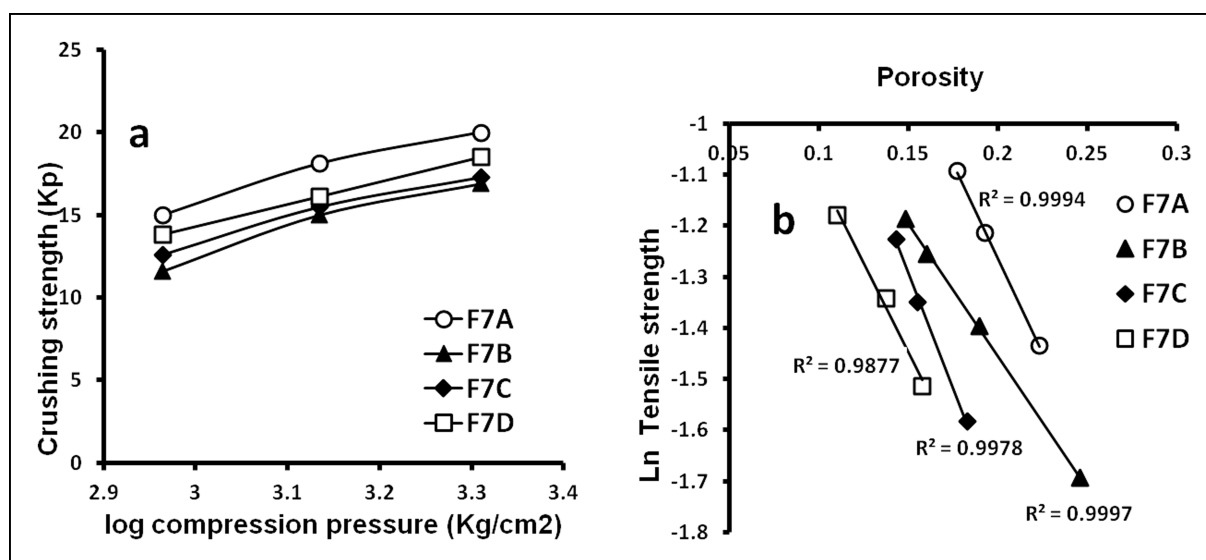 a
Crushing strength (Kp)
25
20
15
10
5
0
2.9
3
3.1
3.2
3.3
3.4
log compression pressure (Kg/cm2)
F7A
F7B
F7C
F7D
b
Porosity
0.05
0.1
0.15
0.2
0.25
0.3
Ln Tensile strength
-1
-1.1
-1.2
-1.3
-1.4
-1.5
-1.6
-1.7
-1.8
R² = 0.9994
R² = 0.9877
R² = 0.9978
R² = 0.9997
F7A
F7B
F7C
F7D